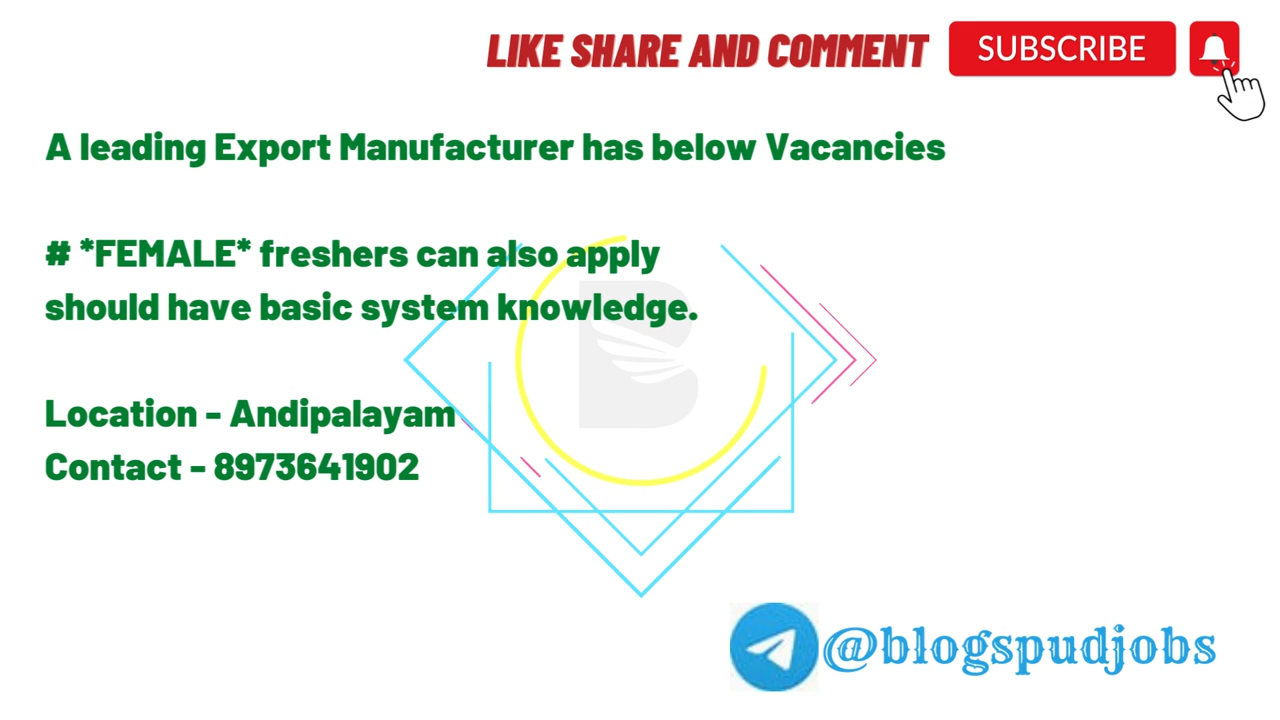 LIKE SHARE AND COMMENT SUBSCRIBE
A leading Export Manufacturer has below Vacancies
# *FEMALE* freshers can also apply
should have basic system knowledge.
Location - Andipalayam
Contact - 8973641902
B
@blogspudjobs